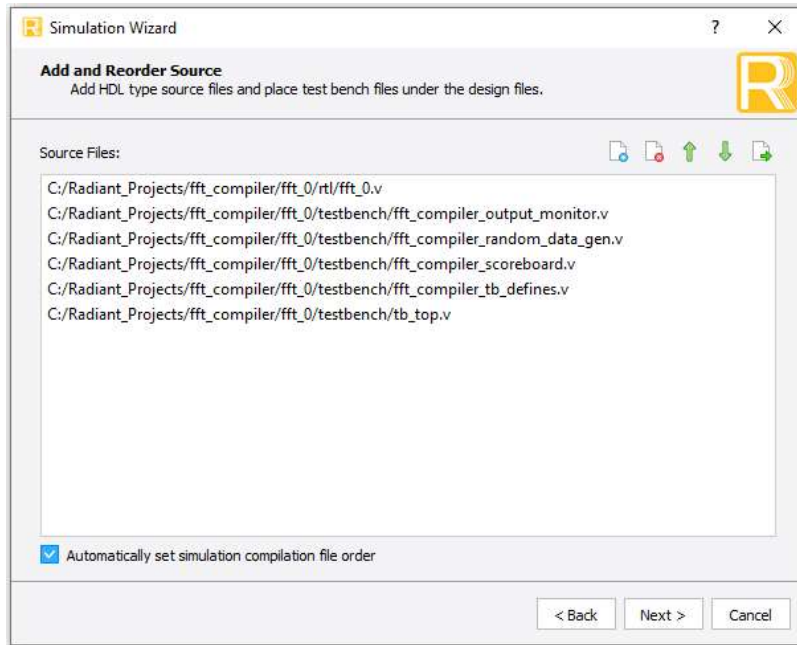 Simulation Wizard
?
Add and Reorder Source
Add HDL type source files and place test bench files under the design files.
Source Files:
C:/Radiant_Projects/fft_compiler/fft_0/rtl/fft_0.v
C:/Radiant_Projects/fft_compiler/fft_0/testbench/fft_compiler_output_monitor.v
C:/Radiant_Projects/fft_compiler/fft_0/testbench/fft_compiler_random_data_gen.v
C:/Radiant_Projects/fft_compiler/fft_0/testbench/fft_compiler_scoreboard.v
C:/Radiant_Projects/fft_compiler/fft_0/testbench/fft_compiler_tb_defines.v
C:/Radiant_Projects/fft_compiler/fft_0/testbench/tb_top.v
Automatically set simulation compilation file order
< Back Next > Cancel